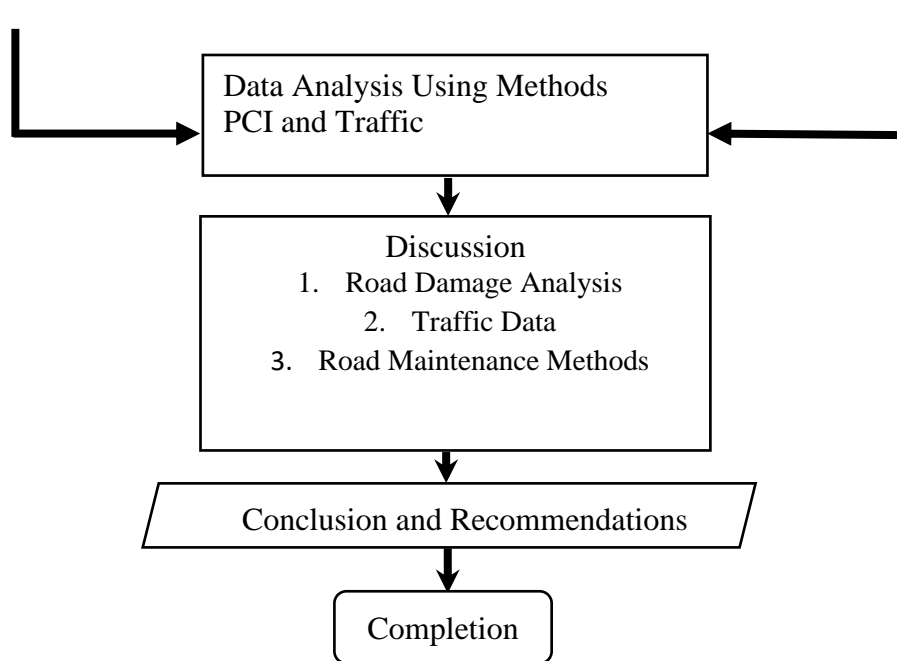 Data Analysis Using Methods
PCI and Traffic
Discussion
1. Road Damage Analysis
2. Traffic Data
3. Road Maintenance Methods
Conclusion and Recommendations
Completion